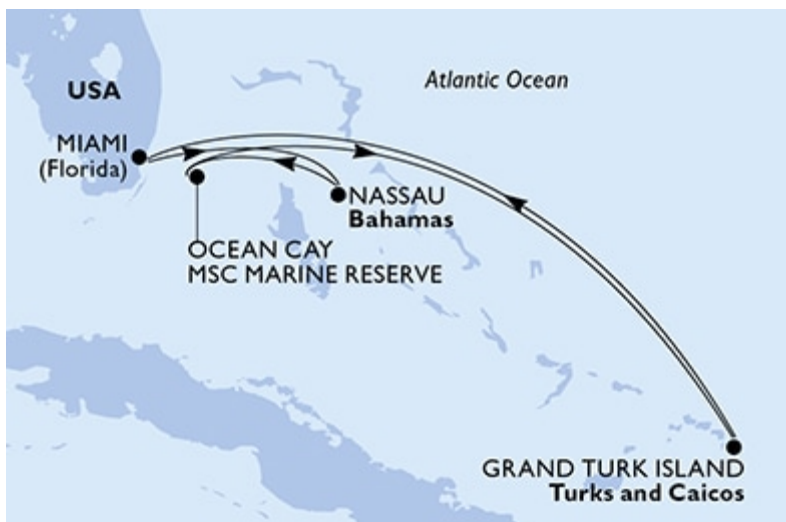 Atlantic Ocean
USA
MIAMI
(Florida)
NASSAU
Bahamas
OCEAN CAY
MSC MARINE RESERVE
GRAND TURK ISLAND
Turks and Caicos